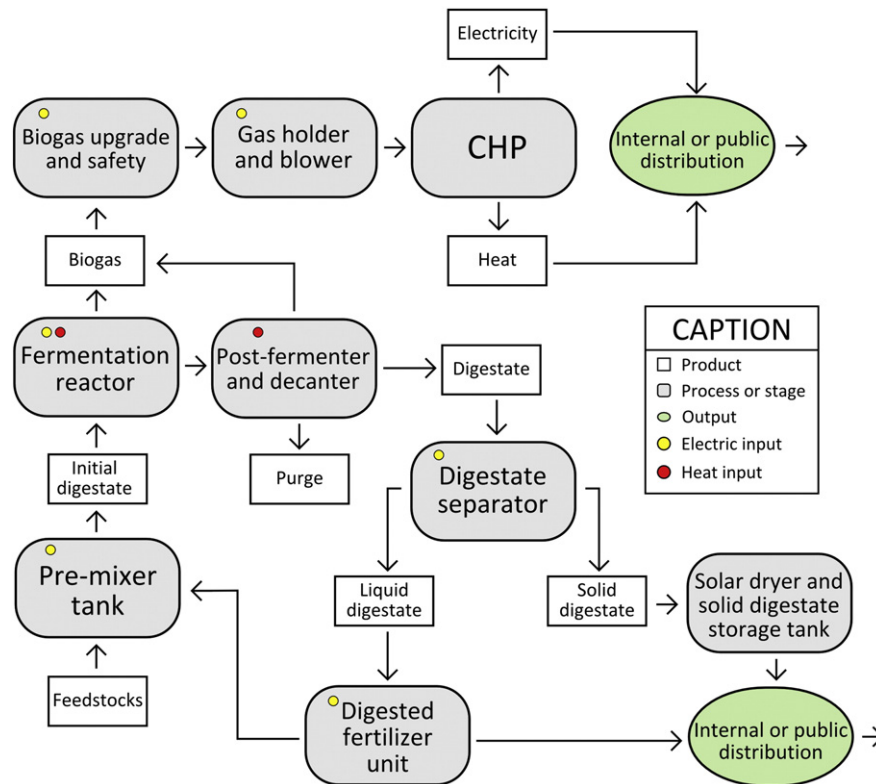 Electricity
Biogas upgrade
and safety
Gas holder
and blower
CHP
Internal or public
distribution
Biogas
Heat
Fermentation
reactor
Post-fermenter
and decanter
Digestate
CAPTION
Product
Process or stage
Output
Electric input
Heat input
Initial
digestate
Purge
Digestate
separator
Pre-mixer
tank
Liquid
digestate
Solid
digestate
Solar dryer and
solid digestate
storage tank
Feedstocks
Digested
fertilizer
unit
Internal or public
distribution